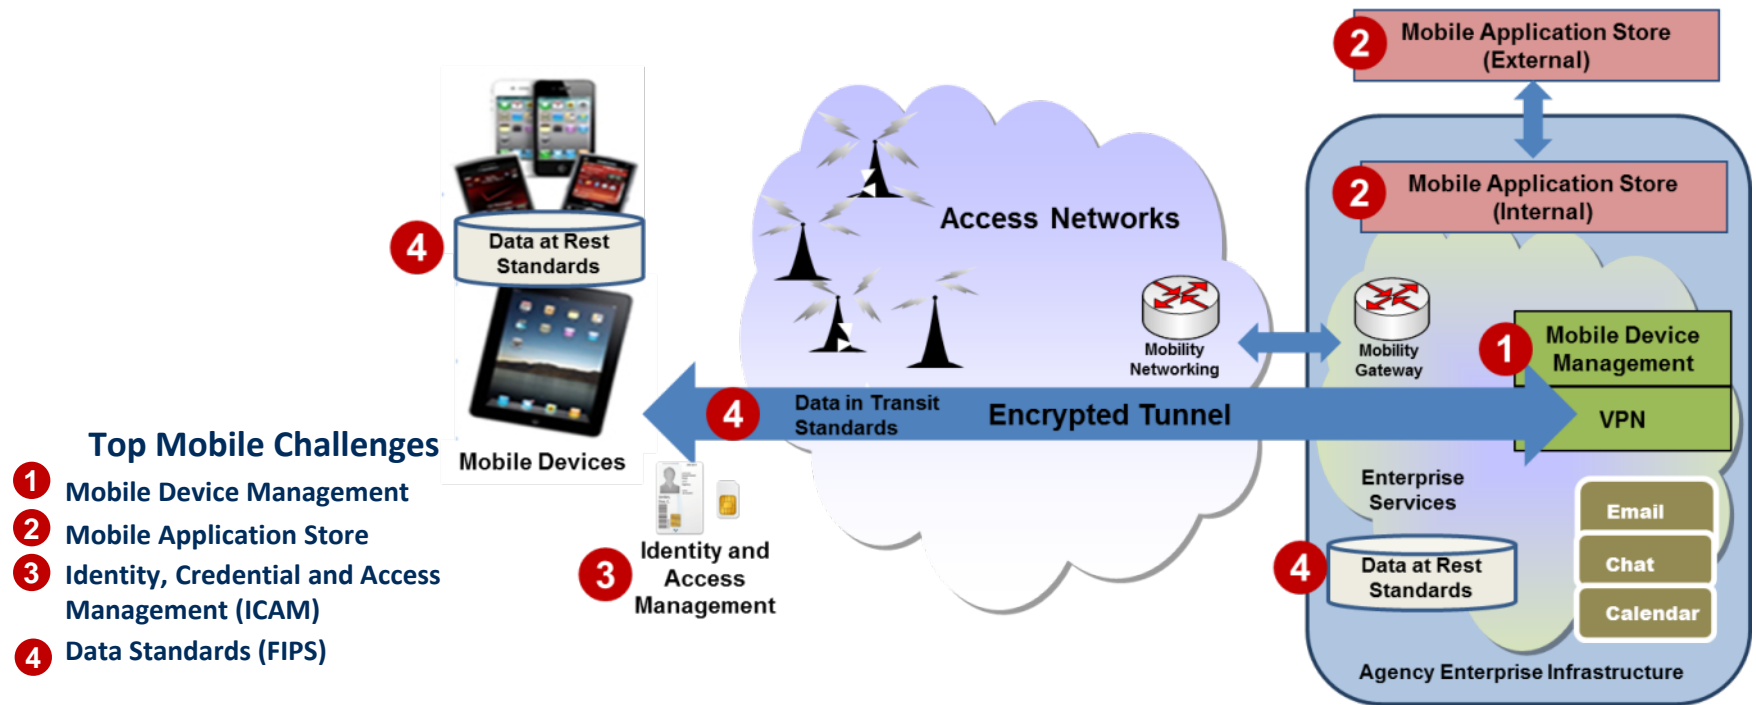 2
Mobile Application Store
(External)
2
Mobile Application Store
(Internal)
4
Data at Rest
Standards
Access Networks
Mobility
Networking
Mobility
Gateway
1
Mobile Device
Management
4
Data in Transit
Standards
Encrypted Tunnel
VPN
Mobile Devices
Top Mobile Challenges
1 Mobile Device Management
2 Mobile Application Store
3 Identity, Credential and Access
Management (ICAM)
4 Data Standards (FIPS)
3
Identity and
Access
Management
Enterprise
Services
4
Data at Rest
Standards
Email
Chat
Calendar
Agency Enterprise Infrastructure